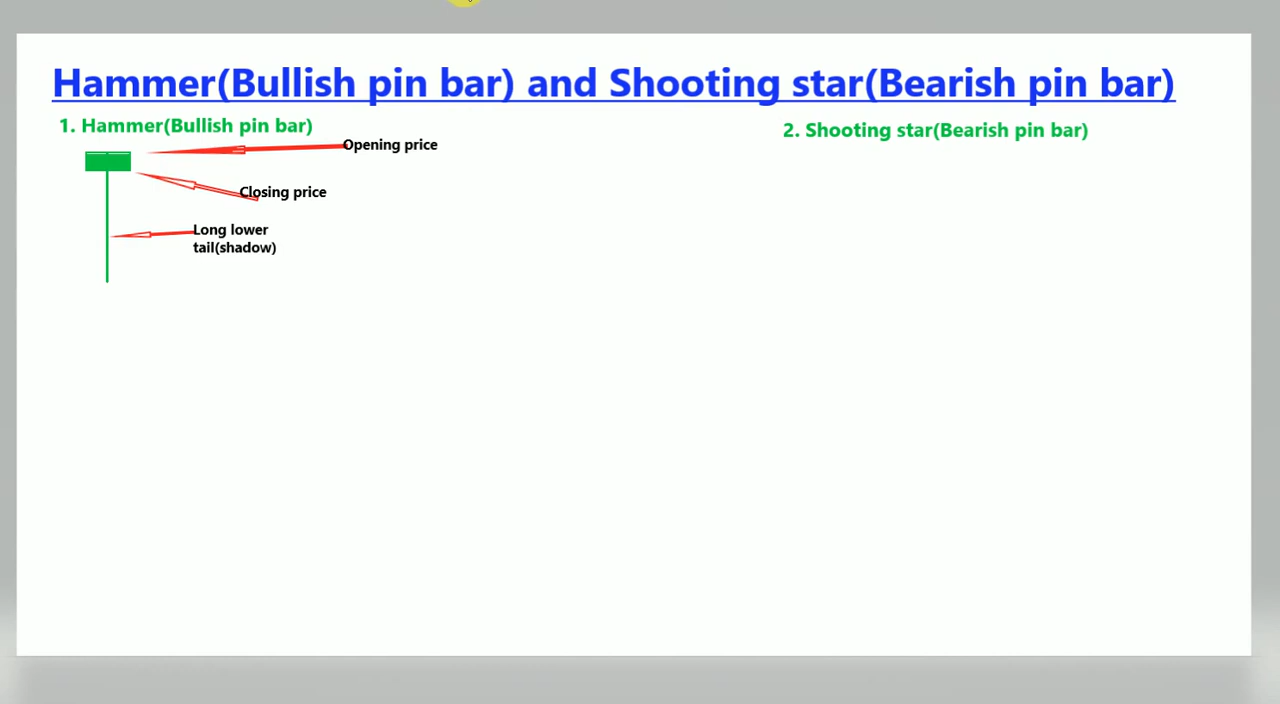 Hammer(Bullish pin bar) and Shooting star(Bearish pin bar)
1. Hammer(Bullish pin bar)
Opening price
Closing price
Long lower
tail(shadow)
2. Shooting star(Bearish pin bar)